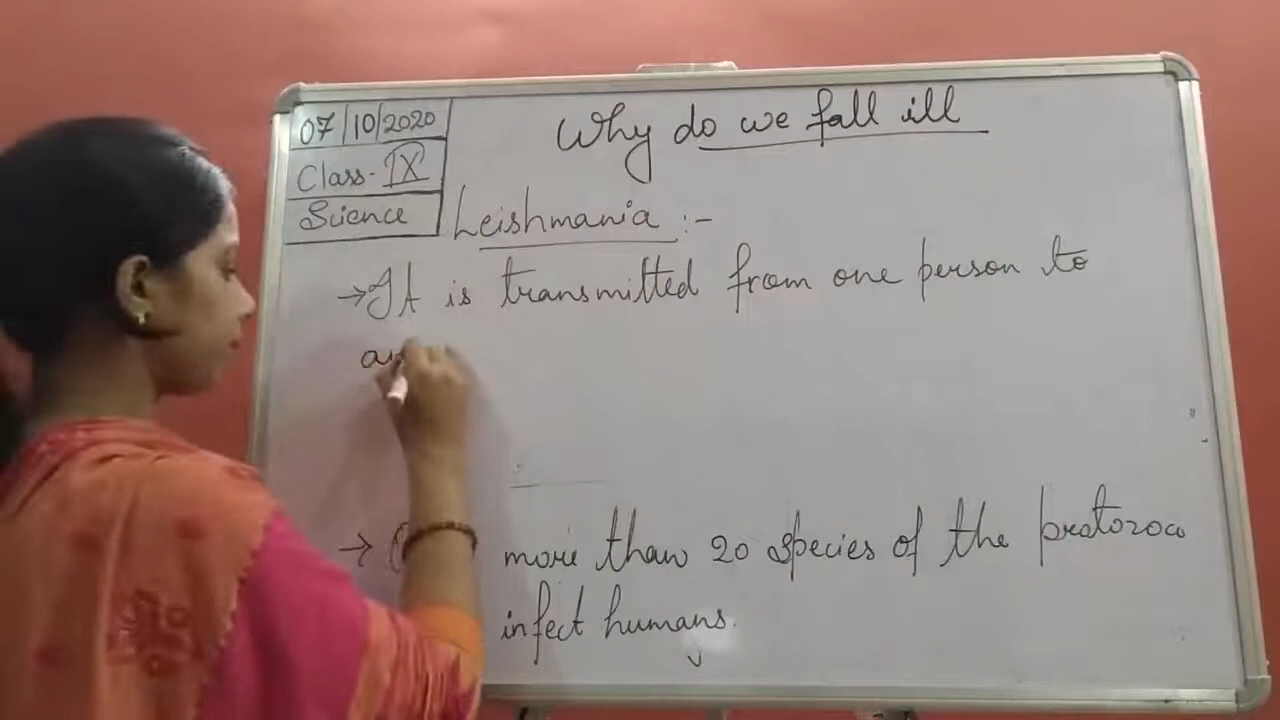 07/10/2020
Class-IX
Science
Why do we fall ill
Leishmania :-
→It is transmitted from one person to
→ more than 20 species of the protozoa
infect humans.